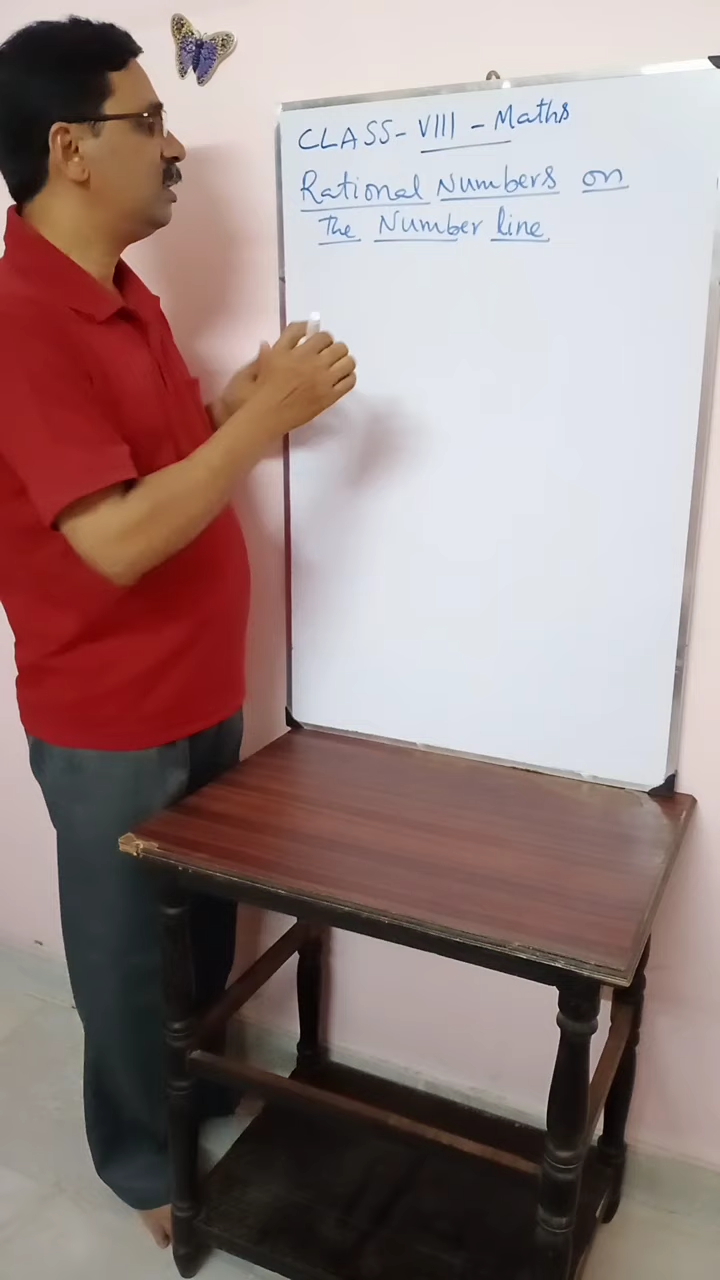 CLASS - VIII - Maths
Rational Numbers on
The Number line